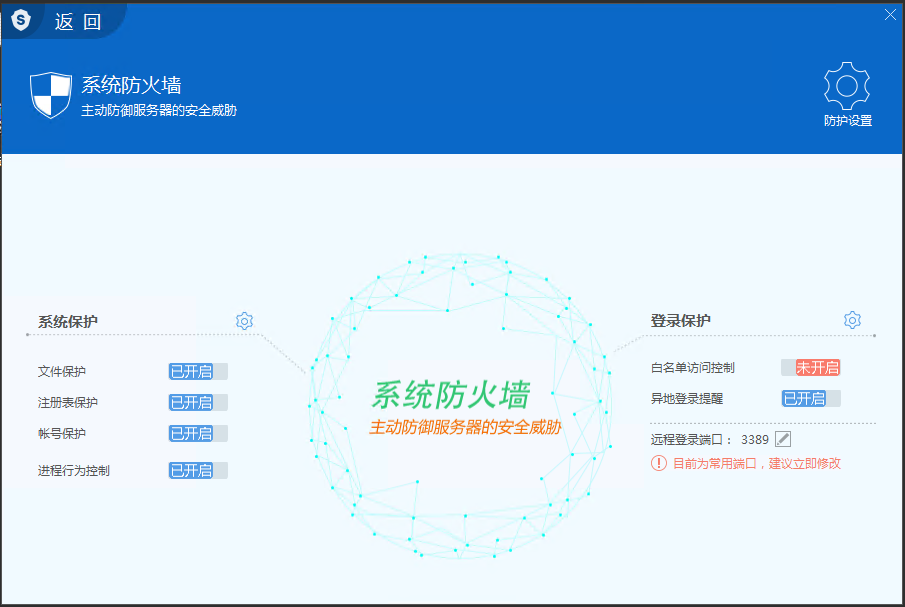 S
返 回
系统防火墙
主动防御服务器的安全威胁
防护设置
系统保护
文件保护 已开启
注册表保护 已开启
帐号保护 已开启
进程行为控制 已开启
系统防火墙
主动防御服务器的安全威胁
登录保护
白名单访问控制 未开启
异地登录提醒 已开启
远程登录端口： 3389
目前为常用端口，建议立即修改